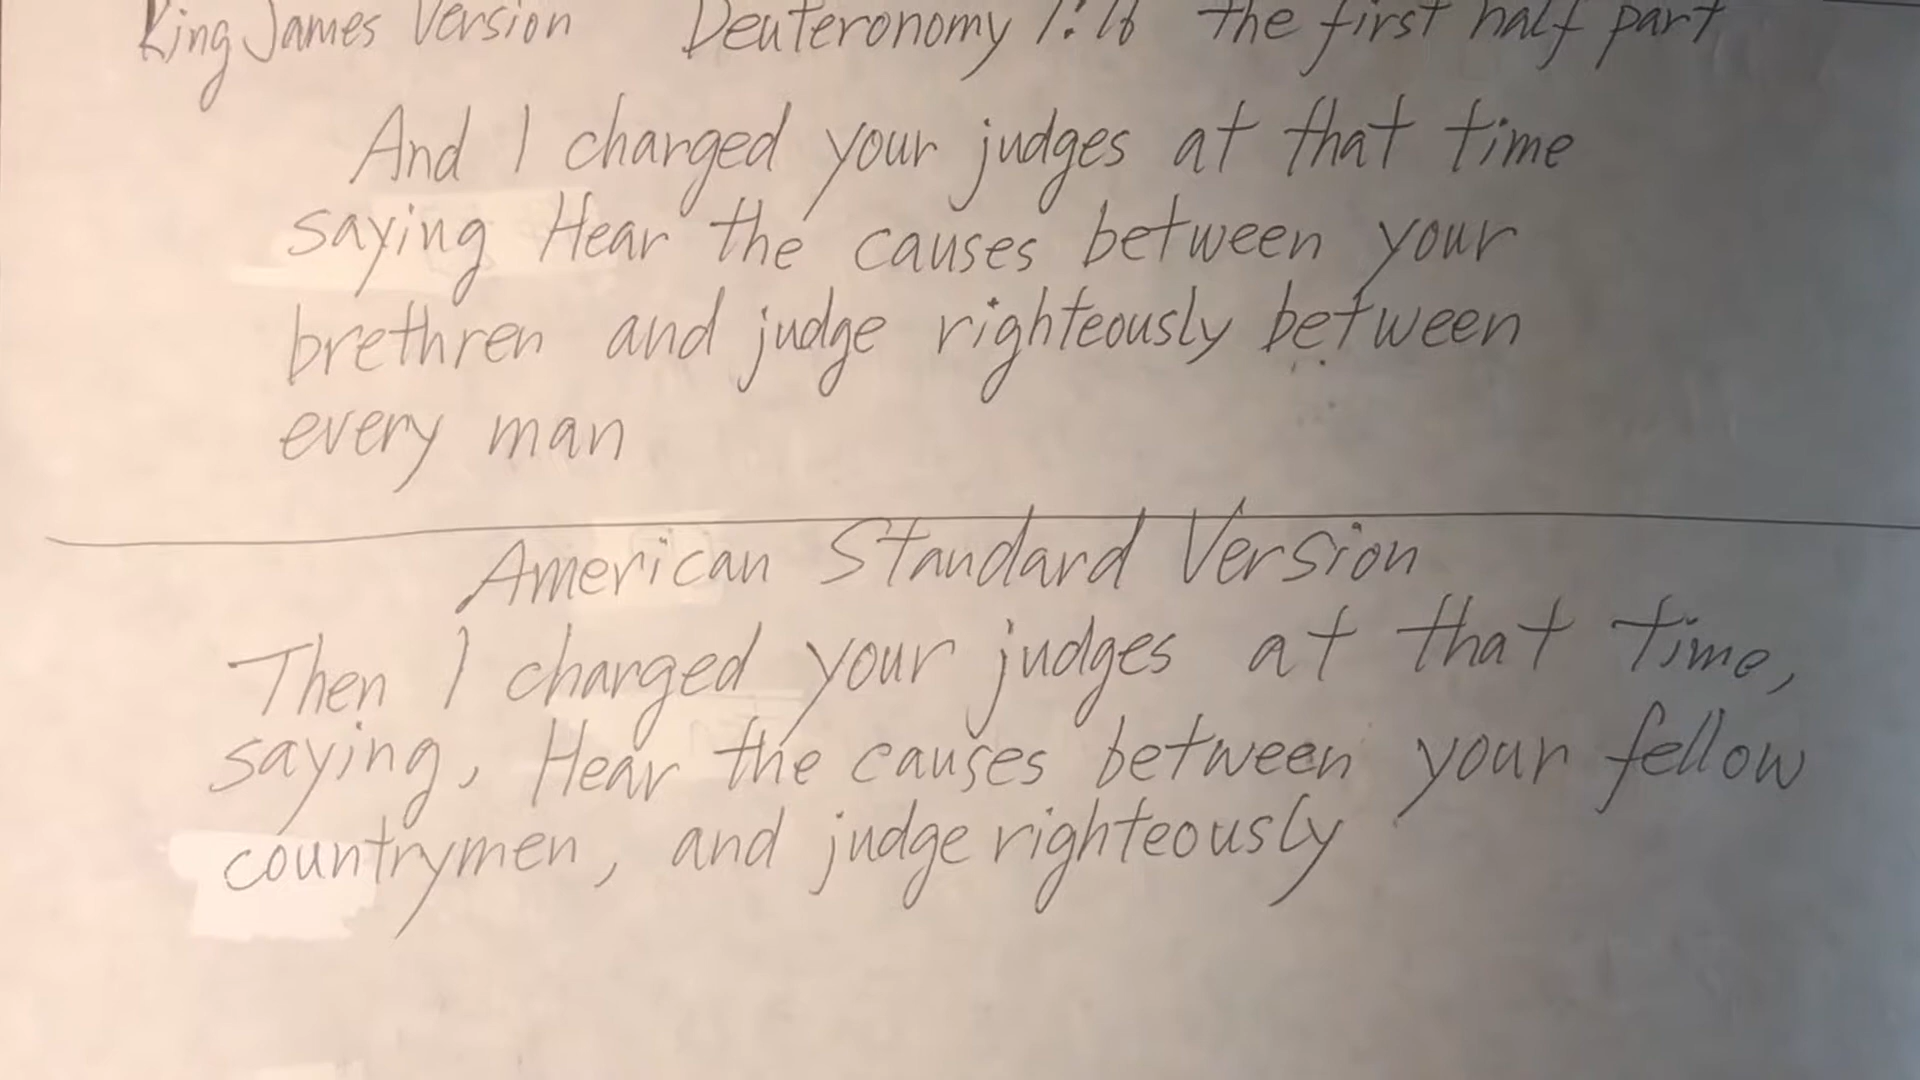 King James Version Deuteronomy 1:16 the first half part
And I charged your judges at that time
saying Hear the causes between your
brethren and judge righteously between
every man
American Standard Version
Then I charged your judges at that time,
saying, Hear the causes between your fellow
countrymen, and judge righteously